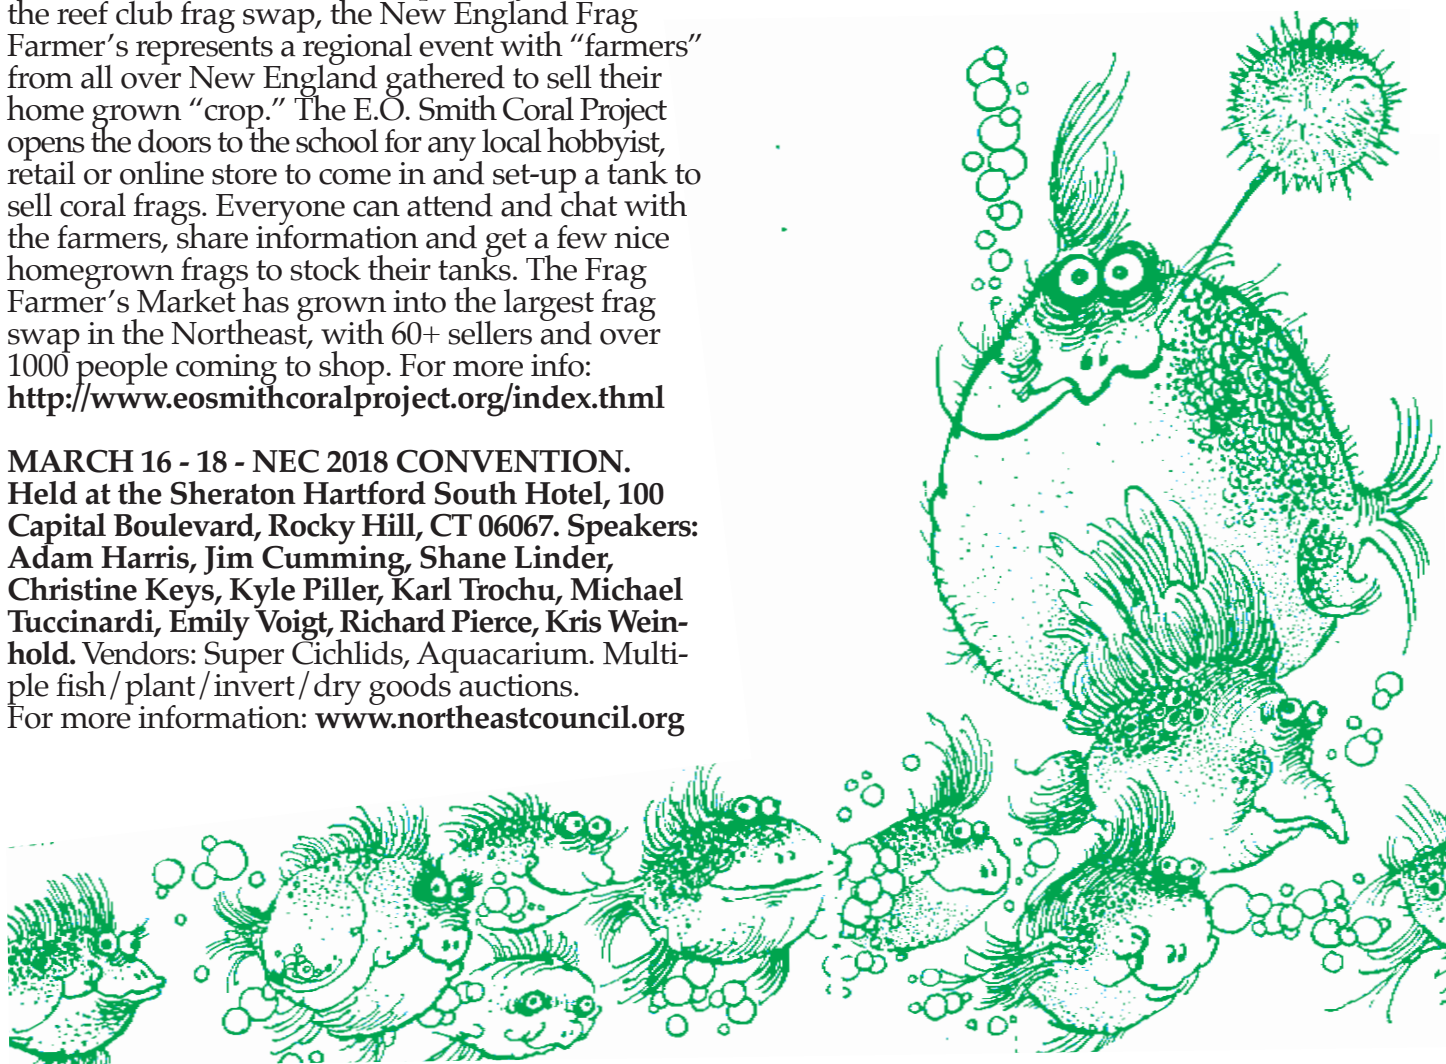 the reef club frag swap, the New England Frag
Farmer’s represents a regional event with “farmers”
from all over New England gathered to sell their
home grown “crop.” The E.O. Smith Coral Project
opens the doors to the school for any local hobbyist,
retail or online store to come in and set-up a tank to
sell coral frags. Everyone can attend and chat with
the farmers, share information and get a few nice
homegrown frags to stock their tanks. The Frag
Farmer’s Market has grown into the largest frag
swap in the Northeast, with 60+ sellers and over
1000 people coming to shop. For more info:
http://www.eosmithcoralproject.org/index.thml
MARCH 16 - 18 - NEC 2018 CONVENTION.
Held at the Sheraton Hartford South Hotel, 100
Capital Boulevard, Rocky Hill, CT 06067. Speakers:
Adam Harris, Jim Cumming, Shane Linder,
Christine Keys, Kyle Piller, Karl Trochu, Michael
Tuccinardi, Emily Voigt, Richard Pierce, Kris Wein-
hold. Vendors: Super Cichlids, Aquacarium. Multi-
ple fish/plant/invert/dry goods auctions.
For more information: www.northeastcouncil.org